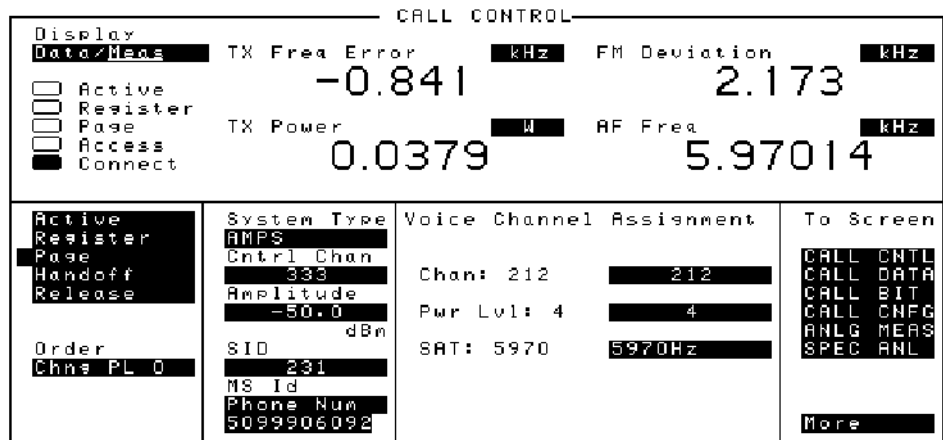 CALL CONTROL
Display
Data/Meas
Active
Register
Page
Access
Connect
TX Freq Error kHz
-0.841
FM Deviation kHz
2.173
TX Power W
0.0379
AF Freq kHz
5.97014
Active
Register
Page
Handoff
Release
Order
Chng PL 0
System Type
AMPS
Cntrl Chan
333
Amplitude
-50.0
dBm
SID
231
MS Id
Phone Num
5099906092
Voice Channel Assignment
Chan: 212 212
Pwr Lvl: 4 4
SAT: 5970 5970Hz
To Screen
CALL CNTL
CALL DATA
CALL BIT
CALL CNFG
ANLG MEAS
SPEC ANL
More